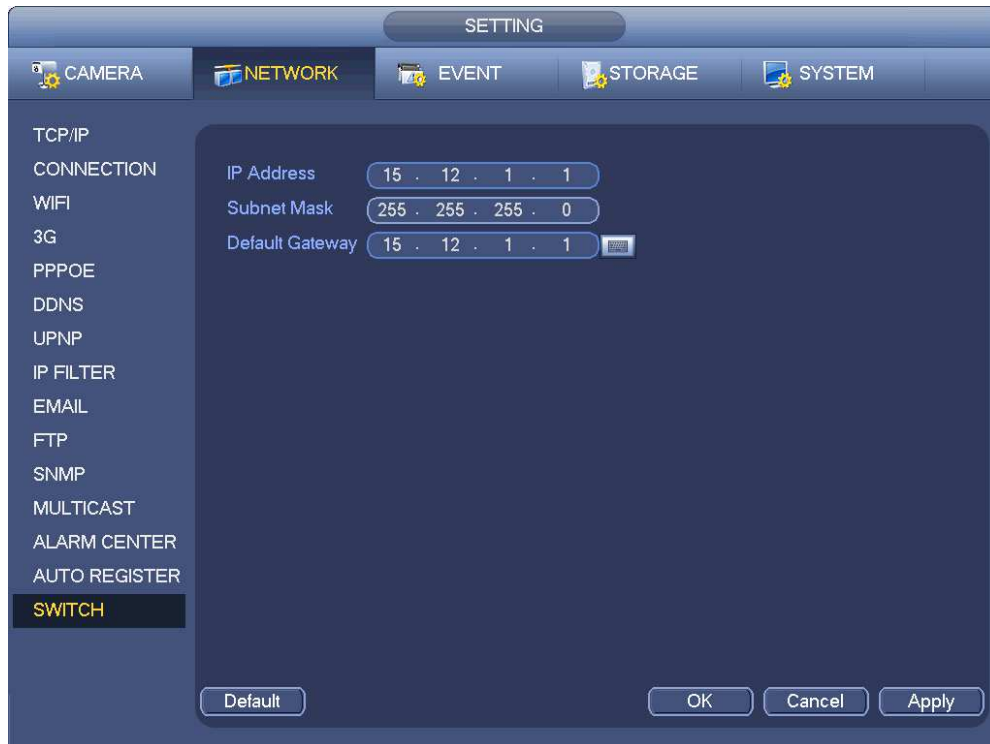 SETTING
CAMERA NETWORK EVENT STORAGE SYSTEM
TCP/IP
CONNECTION
WIFI
3G
PPPOE
DDNS
UPNP
IP FILTER
EMAIL
FTP
SNMP
MULTICAST
ALARM CENTER
AUTO REGISTER
SWITCH
IP Address 15 . 12 . 1 . 1
Subnet Mask 255 . 255 . 255 . 0
Default Gateway 15 . 12 . 1 . 1
Default OK Cancel Apply